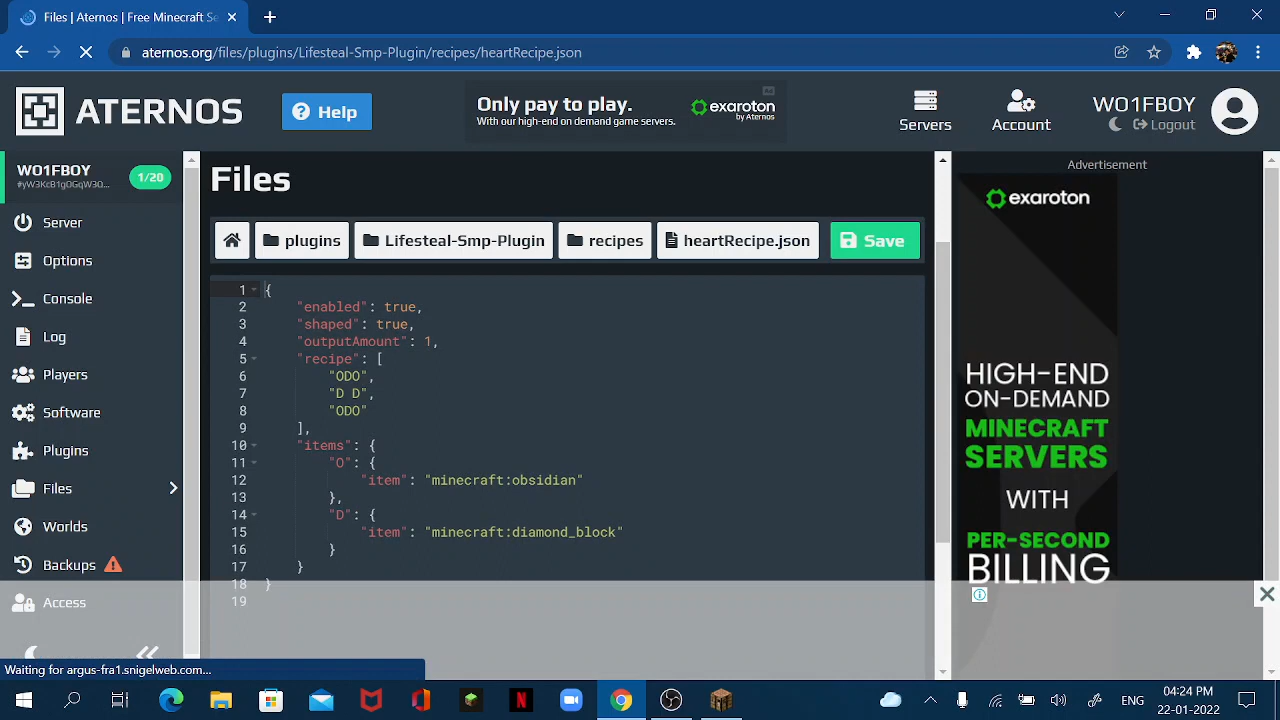 Files | Plugins | Aternos | Free Minecraft Se
aternos.org/files/plugins/Lifesteal-Smp-Plugin/recipes/heartRecipe.json
ATERNOS
Help
Only pay to play.
With our high-end on demand game servers.
exaroton
by Aternos
Ad
Servers
Account
WO1FBOY
Logout
WO1FBOY
1/20
Server
Options
Console
Log
Players
Software
Plugins
Files
Worlds
Backups
Access
Files
plugins
Lifesteal-Smp-Plugin
recipes
heartRecipe.json
Save
1 {
2 "enabled": true,
3 "shaped": true,
4 "outputAmount": 1,
5 "recipe": [
6 "ODO",
7 "D D",
8 "ODO"
9 ],
10 "items": {
11 "O": {
12 "item": "minecraft:obsidian"
13 },
14 "D": {
15 "item": "minecraft:diamond_block"
16 }
17 }
18 }
19
Advertisement
exaroton
HIGH-END
ON-DEMAND
MINECRAFT
SERVERS
WITH
PER-SECOND
BILLING
Waiting for argus-fra1.snigelweb.com...
ENG
04:24 PM
22-01-2022